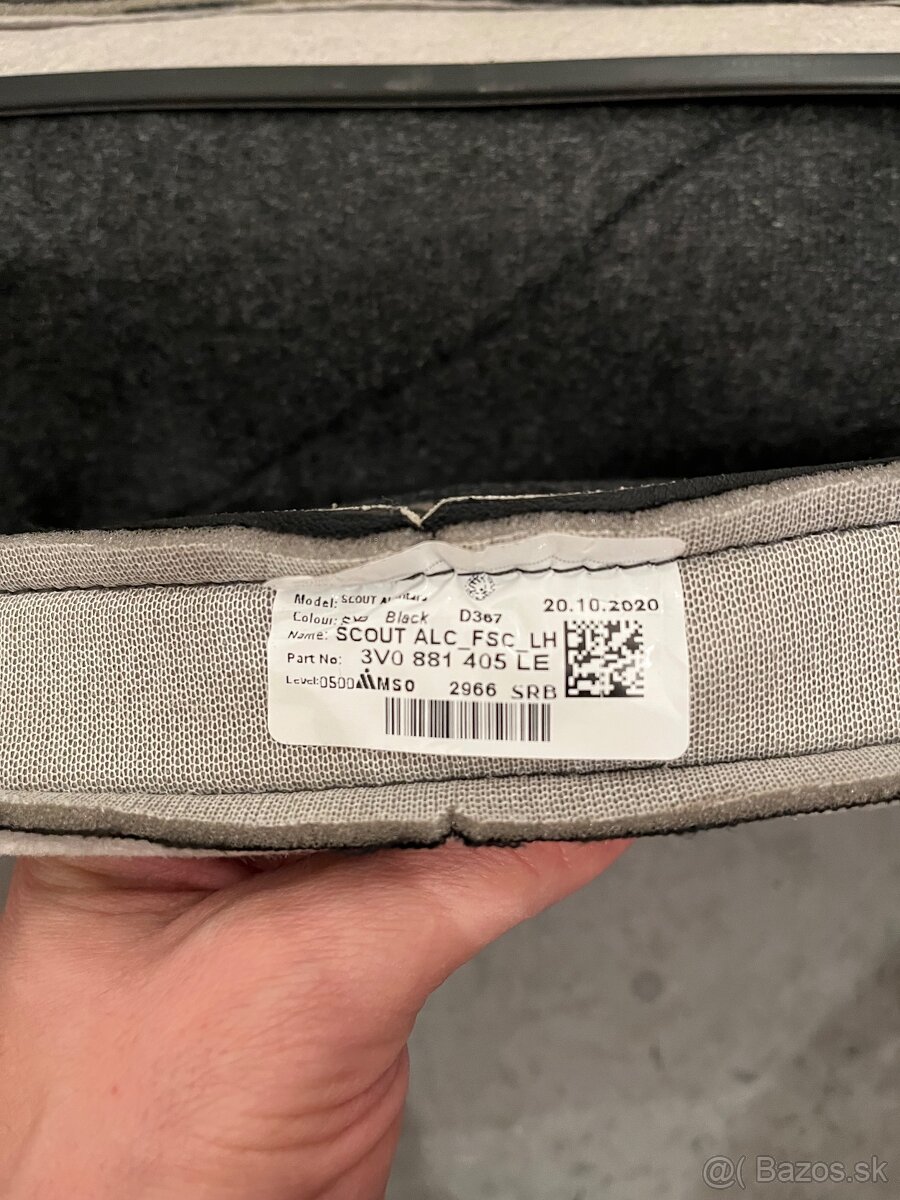 Model: SCOUT
20.10.2020
Colour: Black D367
Name: SCOUT ALC_FSC_LH
Part No: 3V0 881 405 LE
Level:0500 MSO 2966 SRB
@( Bazos.sk